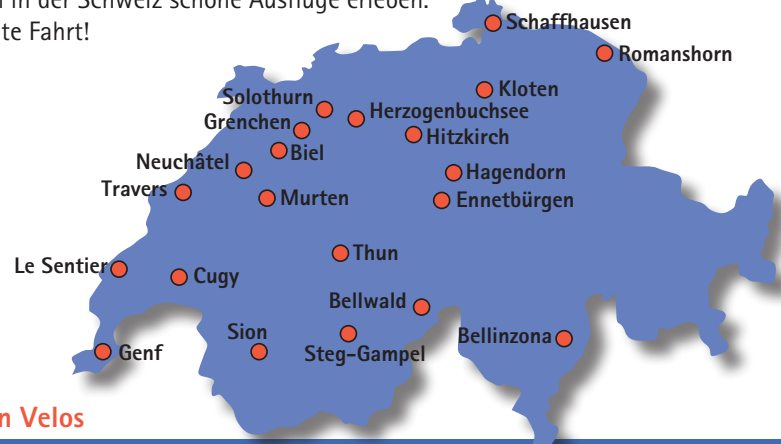 in der Schweiz schöne Ausflüge erleben.
te Fahrt!
Schaffhausen
Romanshorn
Kloten
Solothurn
Herzogenbuchsee
Grenchen
Hitzkirch
Biel
Neuchâtel
Hagendorn
Travers
Murten
Ennetbürgen
Thun
Le Sentier
Cugy
Bellwald
Sion
Bellinzona
Genf
Steg-Gampel
n Velos